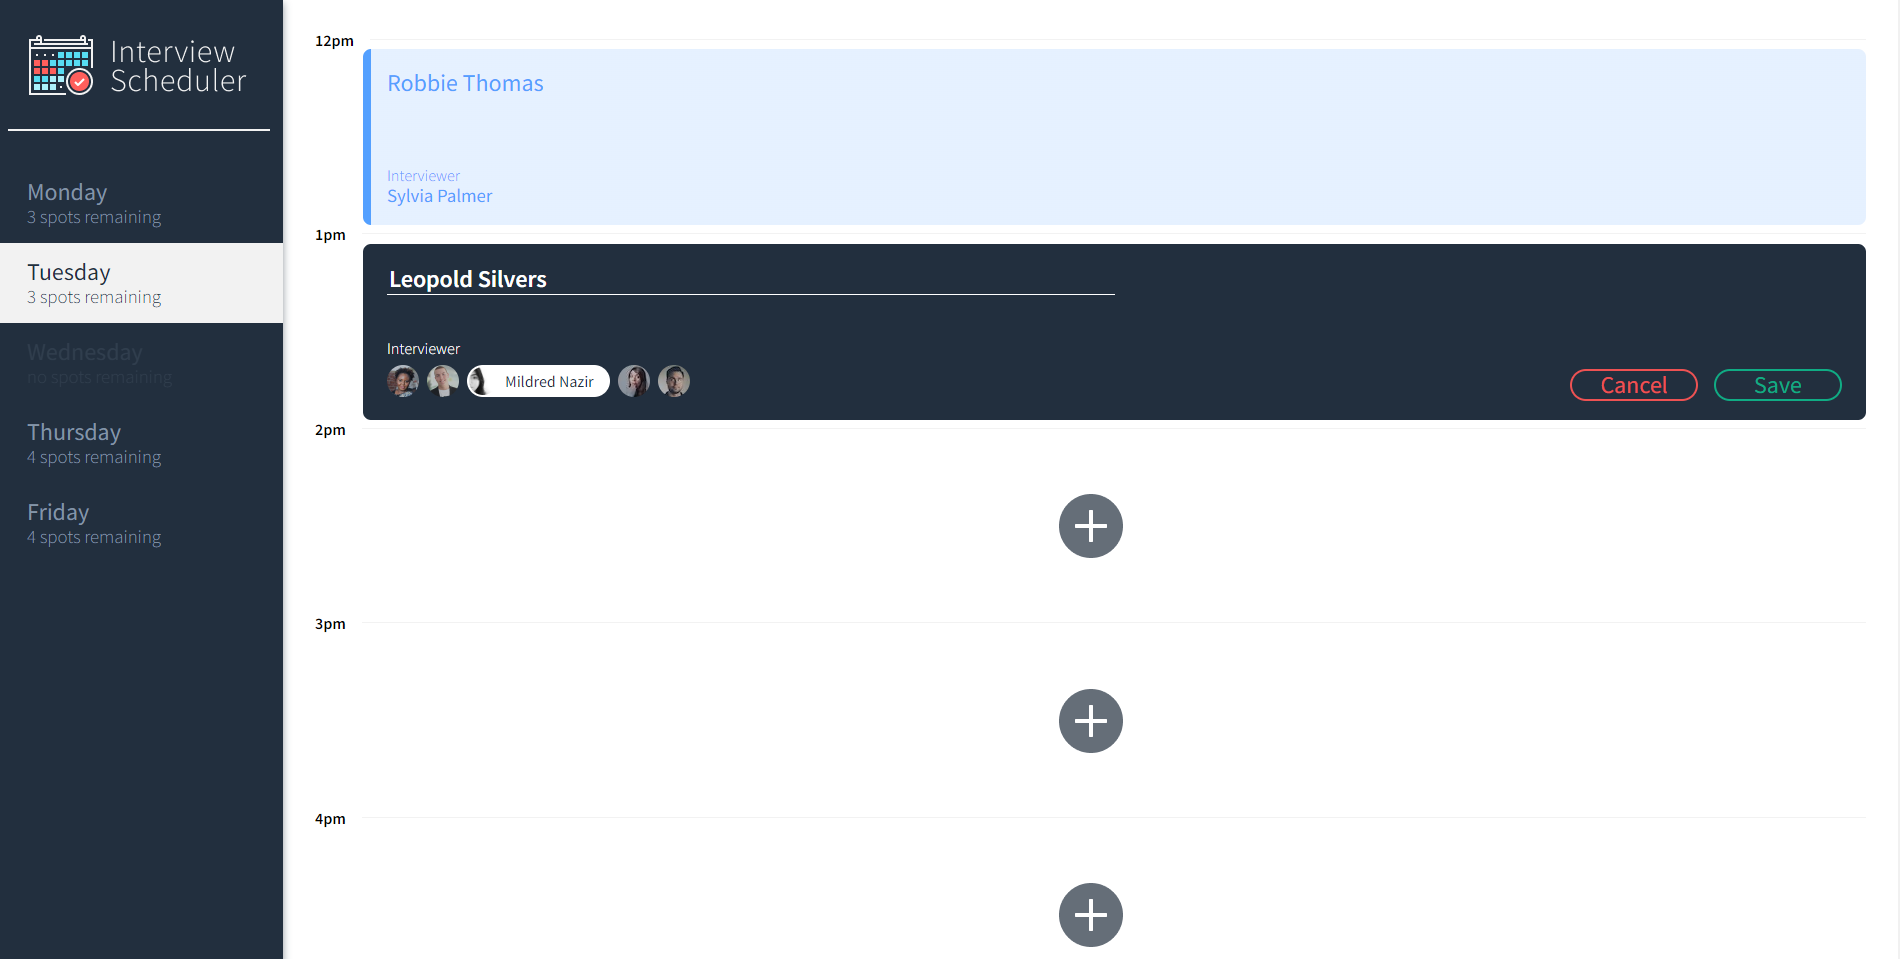 Interview
Scheduler
Monday
3 spots remaining
Tuesday
3 spots remaining
Wednesday
no spots remaining
Thursday
4 spots remaining
Friday
4 spots remaining
12pm
Robbie Thomas
Interviewer
Sylvia Palmer
1pm
Leopold Silvers
Interviewer
Mildred Nazir
Cancel
Save
2pm
3pm
4pm